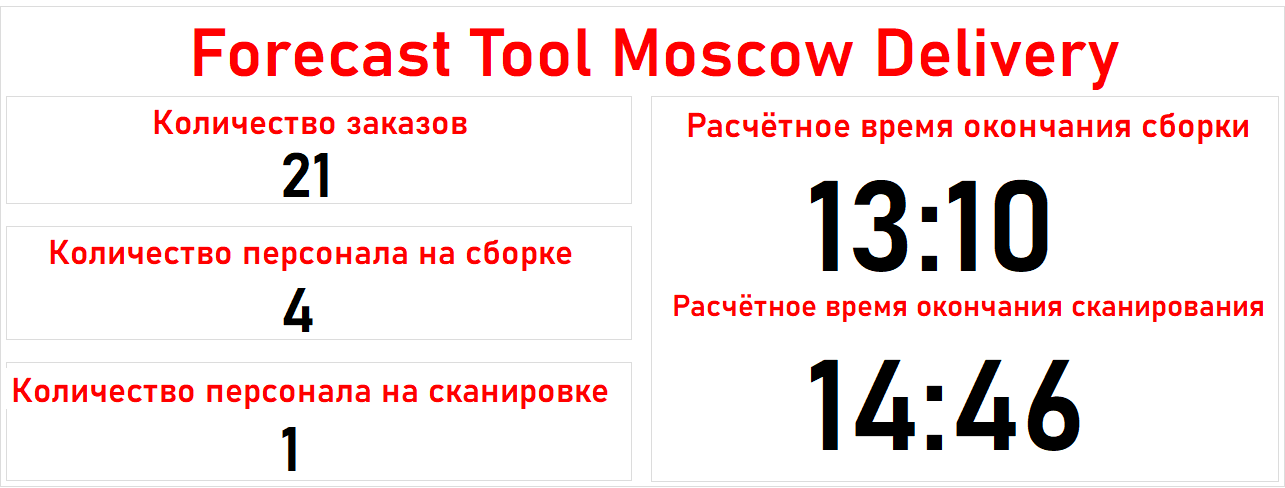 Forecast Tool Moscow Delivery
Количество заказов
21
Количество персонала на сборке
4
Количество персонала на сканировке
1
Расчётное время окончания сборки
13:10
Расчётное время окончания сканирования
14:46